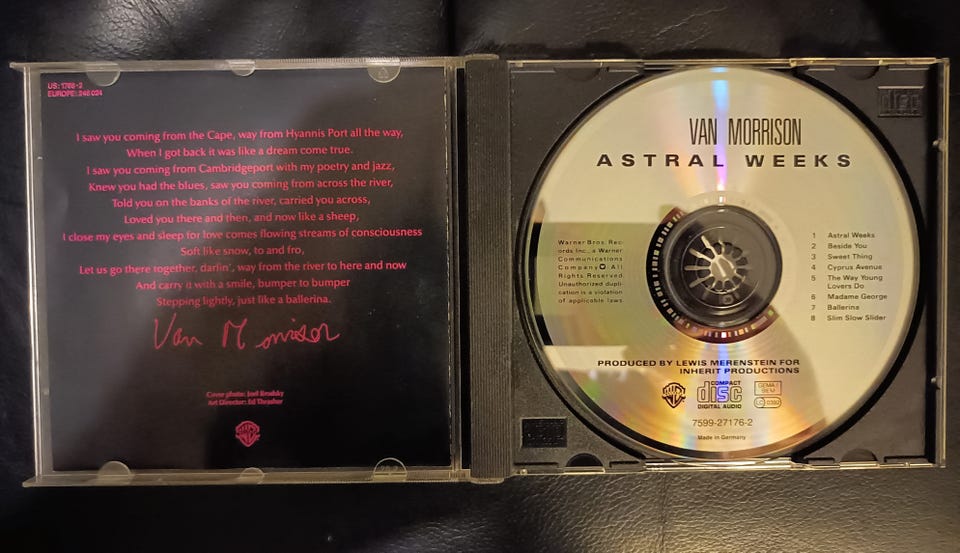 US: 1768-2
EUROPE: 246 024
I saw you coming from the Cape, way from Hyannis Port all the way,
When I got back it was like a dream come true.
I saw you coming from Cambridgeport with my poetry and jazz,
Knew you had the blues, saw you coming from across the river,
Told you on the banks of the river, carried you across,
Loved you there and then, and now like a sheep,
I close my eyes and sleep for love comes flowing streams of consciousness
Soft like snow, to and fro,
Let us go there together, darlin', way from the river to here and now
And carry it with a smile, bumper to bumper
Stepping lightly, just like a ballerina.
Van Morrison
Cover photo: Joel Brodsky
Art Director: Ed Thrasher
VAN MORRISON
ASTRAL WEEKS
Warner Bros. Rec-
ords Inc., a Warner
Communications
Company All
Rights Reserved.
Unauthorized dupli-
cation is a violation
of applicable laws.
1 Astral Weeks
2 Beside You
3 Sweet Thing
4 Cyprus Avenue
5 The Way Young
Lovers Do
6 Madame George
7 Ballerina
8 Slim Slow Slider
PRODUCED BY LEWIS MERENSTEIN FOR
INHERIT PRODUCTIONS
COMPACT
disc
DIGITAL AUDIO
GEMA/
BIEM
LC 0392
7599-27176-2
Made in Germany
disc